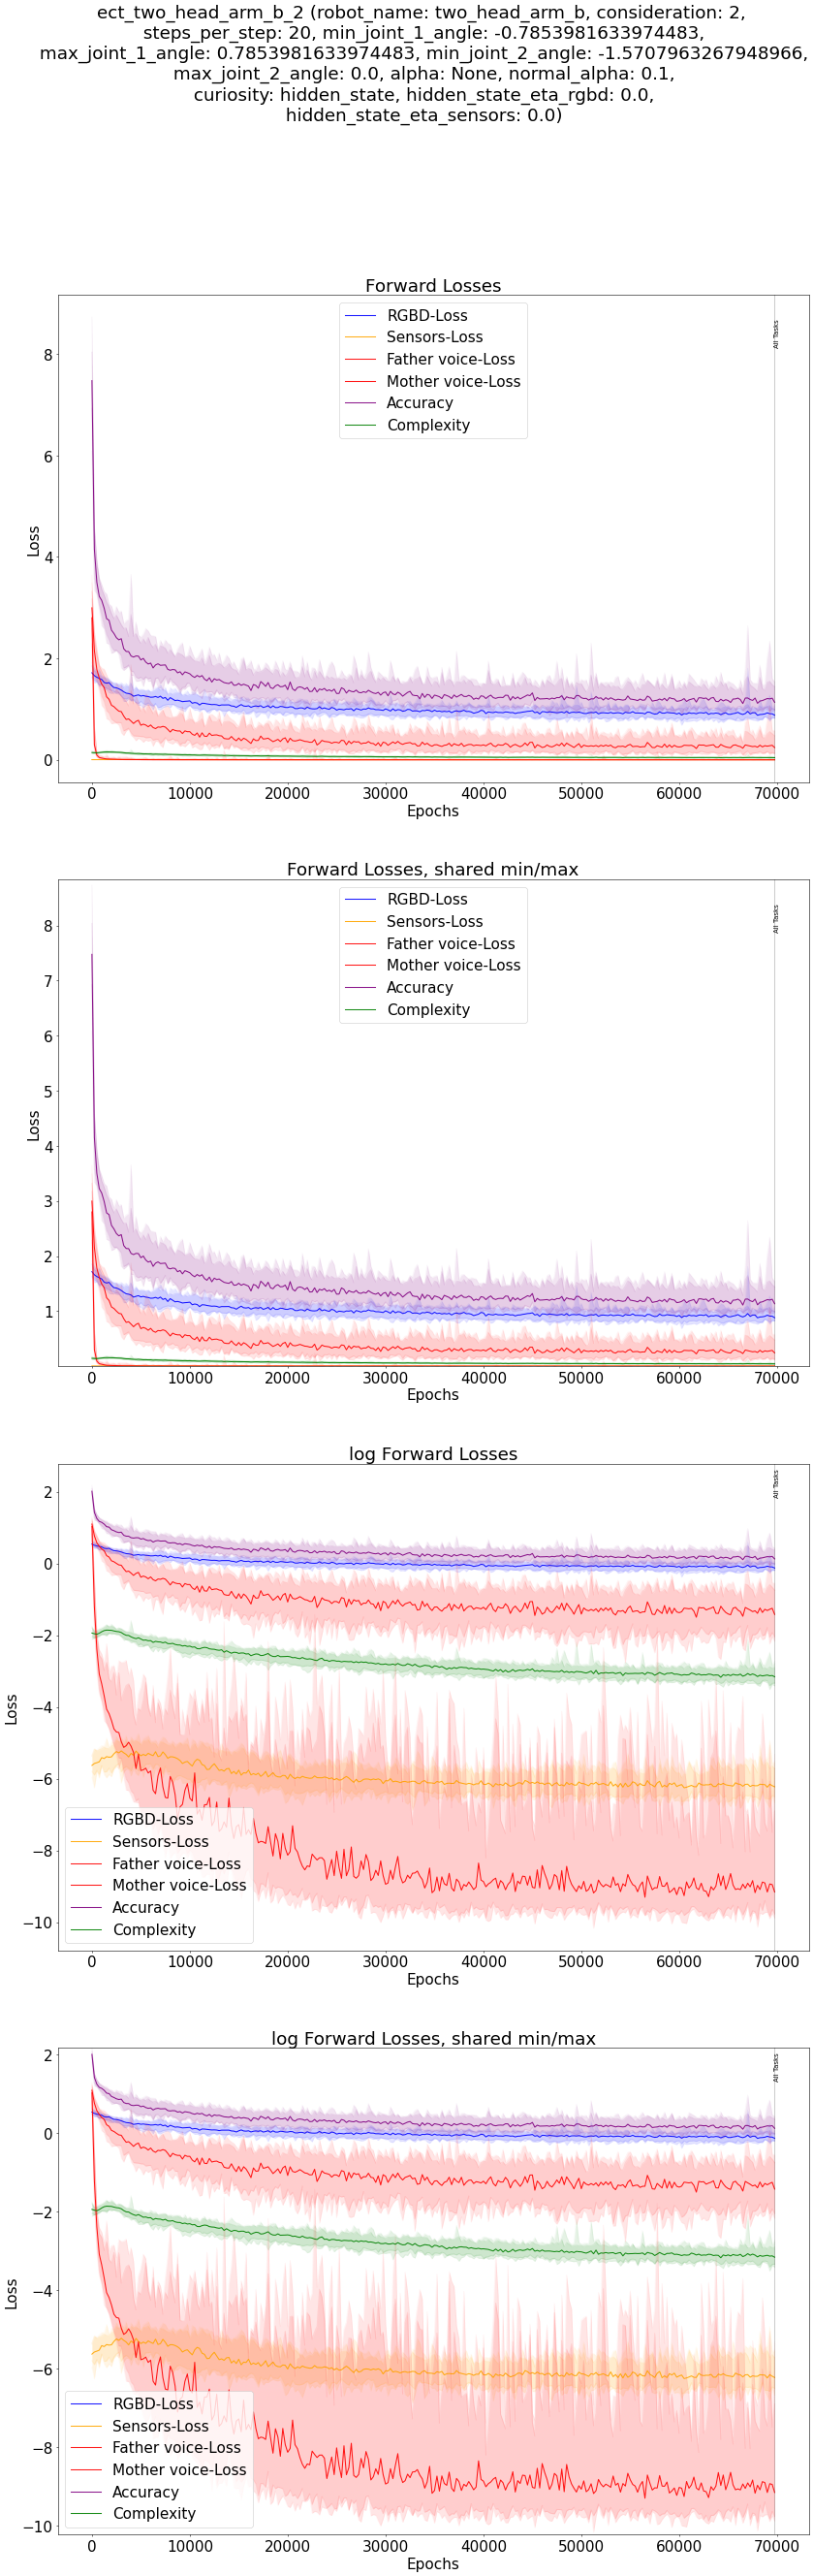 ect_two_head_arm_b_2 (robot_name: two_head_arm_b, consideration: 2,
steps_per_step: 20, min_joint_1_angle: -0.7853981633974483,
max_joint_1_angle: 0.7853981633974483, min_joint_2_angle: -1.5707963267948966,
max_joint_2_angle: 0.0, alpha: None, normal_alpha: 0.1,
curiosity: hidden_state, hidden_state_eta_rgbd: 0.0,
hidden_state_eta_sensors: 0.0)
Forward Losses
RGBD-Loss
Sensors-Loss
Father voice-Loss
Mother voice-Loss
Accuracy
Complexity
All Tasks
8
6
4
2
0
Loss
0 10000 20000 30000 40000 50000 60000 70000
Epochs
Forward Losses, shared min/max
RGBD-Loss
Sensors-Loss
Father voice-Loss
Mother voice-Loss
Accuracy
Complexity
All Tasks
8
7
6
5
4
3
2
1
Loss
0 10000 20000 30000 40000 50000 60000 70000
Epochs
log Forward Losses
All Tasks
2
0
−2
−4
−6
−8
−10
Loss
RGBD-Loss
Sensors-Loss
Father voice-Loss
Mother voice-Loss
Accuracy
Complexity
0 10000 20000 30000 40000 50000 60000 70000
Epochs
log Forward Losses, shared min/max
All Tasks
2
0
−2
−4
−6
−8
−10
Loss
RGBD-Loss
Sensors-Loss
Father voice-Loss
Mother voice-Loss
Accuracy
Complexity
0 10000 20000 30000 40000 50000 60000 70000
Epochs